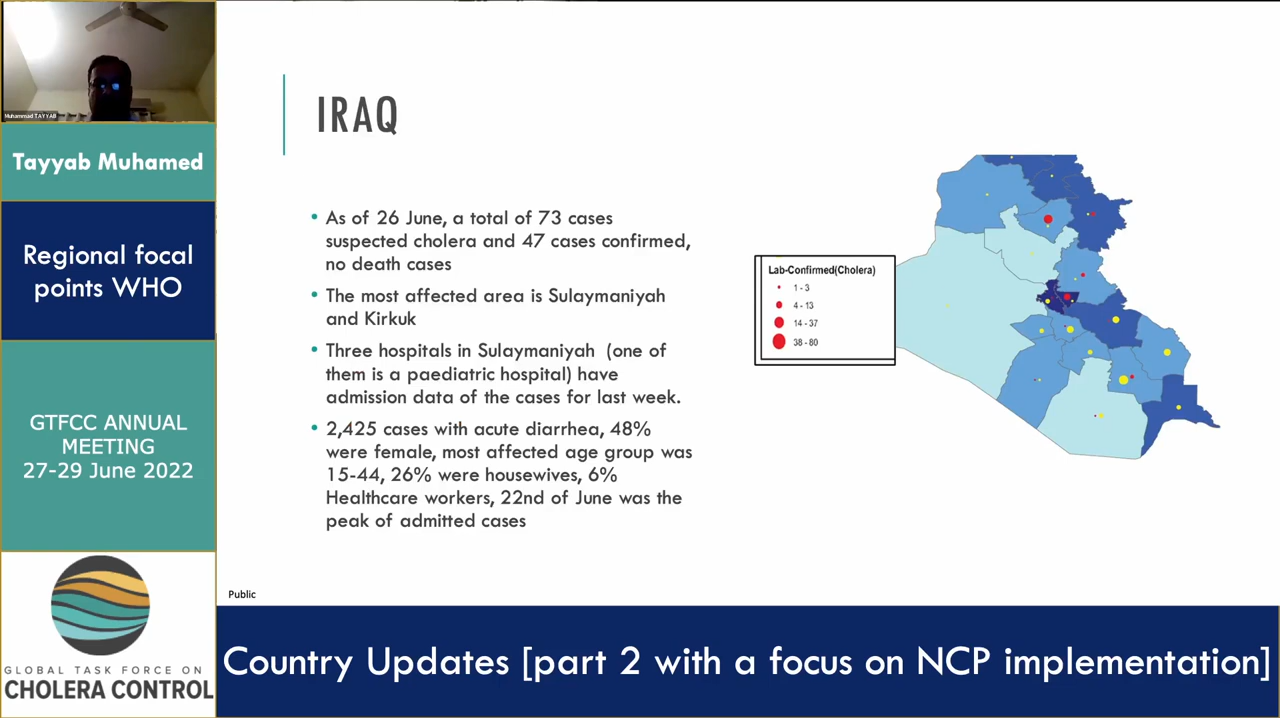 Muhammad TAYYAB
Tayyab Muhamed
Regional focal
points WHO
GTFCC ANNUAL
MEETING
27-29 June 2022
GLOBAL TASK FORCE ON
CHOLERA CONTROL
IRAQ
• As of 26 June, a total of 73 cases
suspected cholera and 47 cases confirmed,
no death cases
• The most affected area is Sulaymaniyah
and Kirkuk
• Three hospitals in Sulaymaniyah (one of
them is a paediatric hospital) have
admission data of the cases for last week.
• 2,425 cases with acute diarrhea, 48%
were female, most affected age group was
15-44, 26% were housewives, 6%
Healthcare workers, 22nd of June was the
peak of admitted cases
Lab-Confirmed(Cholera)
1 - 3
4 - 13
14 - 37
38 - 80
Public
Country Updates [part 2 with a focus on NCP implementation]